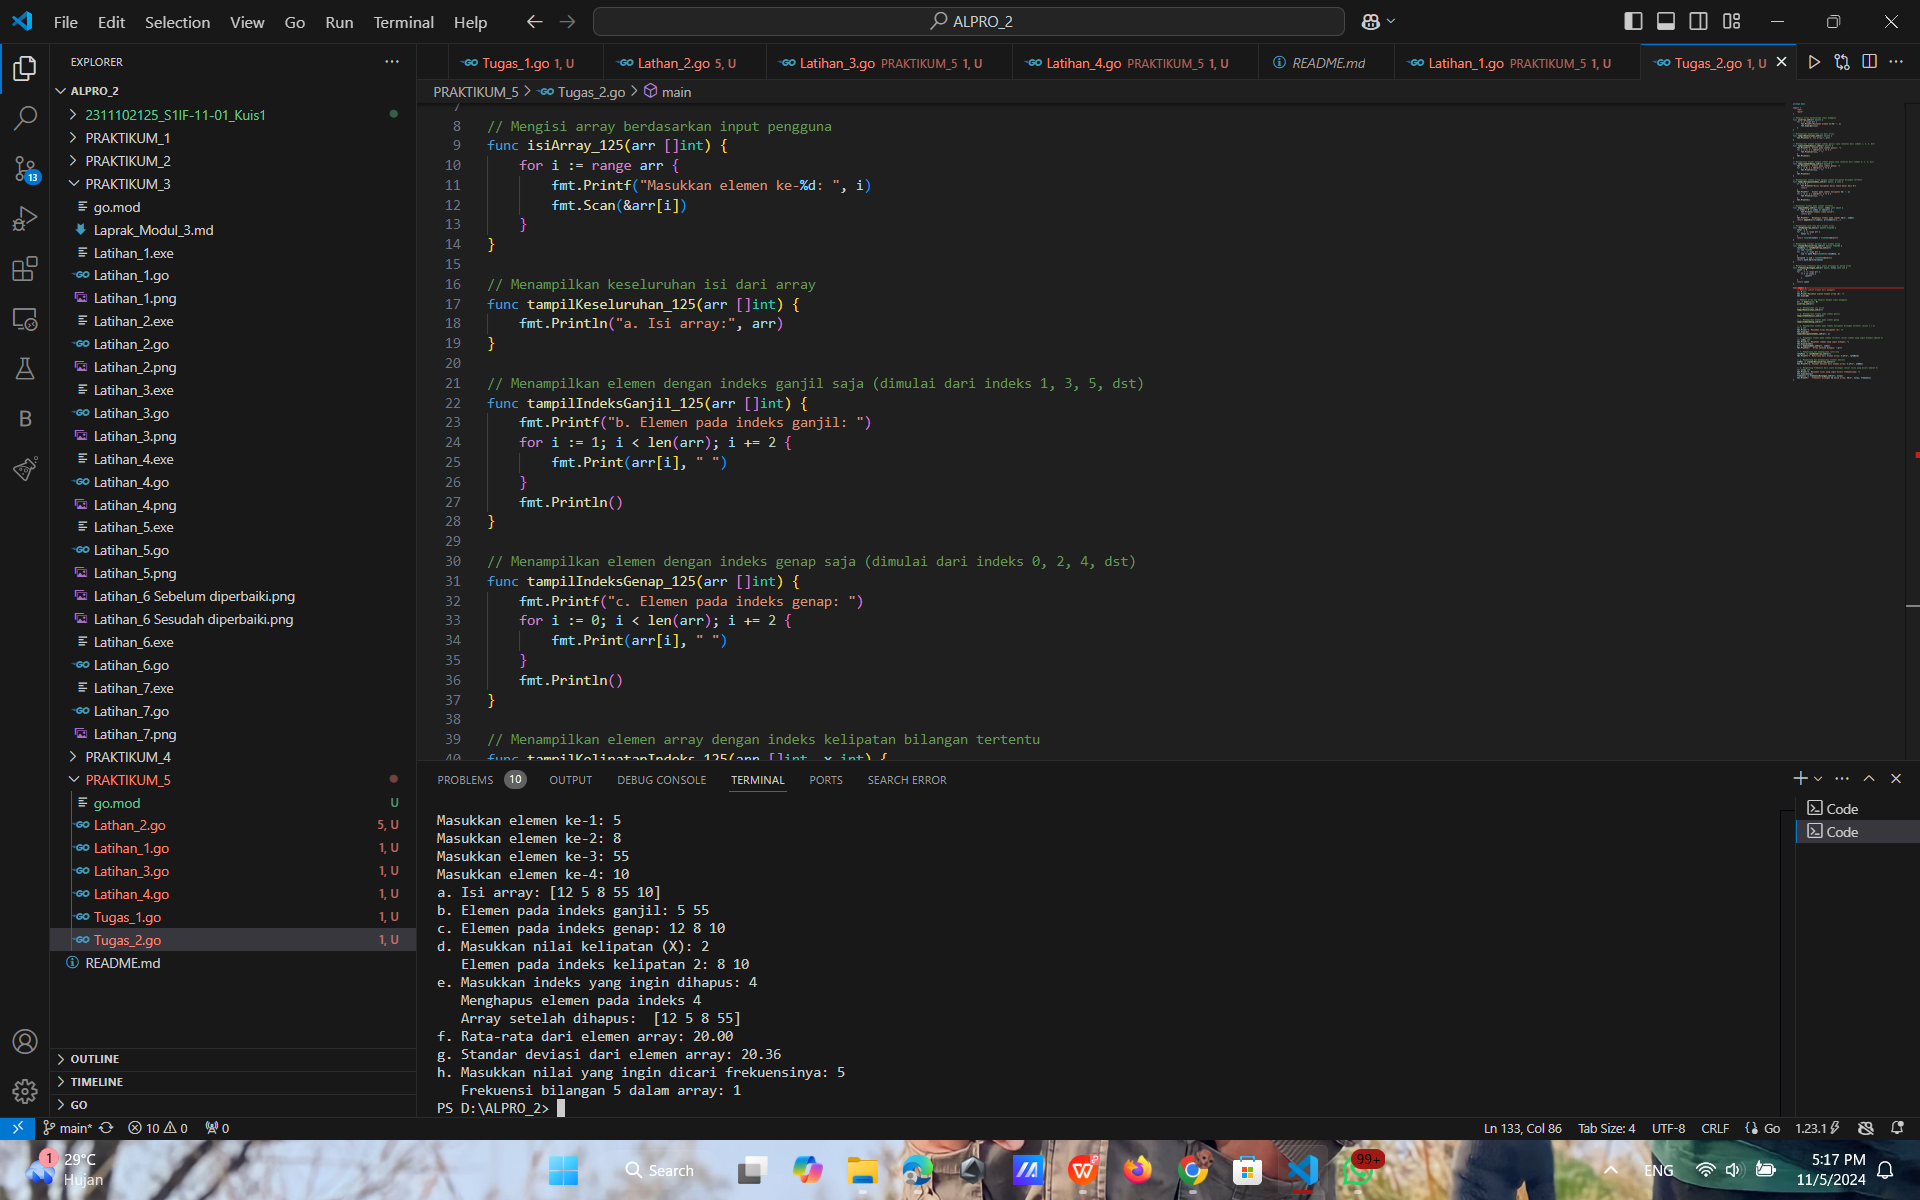 File Edit Selection View Go Run Terminal Help
ALPRO_2
EXPLORER
ALPRO_2
2311102125_S1IF-11-01_Kuis1
PRAKTIKUM_1
PRAKTIKUM_2
PRAKTIKUM_3
go.mod
Laprak_Modul_3.md
Latihan_1.exe
Latihan_1.go
Latihan_1.png
Latihan_2.exe
Latihan_2.go
Latihan_2.png
Latihan_3.exe
Latihan_3.go
Latihan_3.png
Latihan_4.exe
Latihan_4.go
Latihan_4.png
Latihan_5.exe
Latihan_5.go
Latihan_5.png
Latihan_6 Sebelum diperbaiki.png
Latihan_6 Sesudah diperbaiki.png
Latihan_6.exe
Latihan_6.go
Latihan_7.exe
Latihan_7.go
Latihan_7.png
PRAKTIKUM_4
PRAKTIKUM_5
go.mod U
Lathan_2.go 5, U
Latihan_1.go 1, U
Latihan_3.go 1, U
Latihan_4.go 1, U
Tugas_1.go 1, U
Tugas_2.go 1, U
README.md
OUTLINE
TIMELINE
GO
13
B
Tugas_1.go 1, U Lathan_2.go 5, U Latihan_3.go PRAKTIKUM_5 1, U Latihan_4.go PRAKTIKUM_5 1, U README.md Latihan_1.go PRAKTIKUM_5 1, U Tugas_2.go 1, U
PRAKTIKUM_5 > Tugas_2.go > main
7
8 // Mengisi array berdasarkan input pengguna
9 func isiArray_125(arr []int) {
10 for i := range arr {
11 fmt.Printf("Masukkan elemen ke-%d: ", i)
12 fmt.Scan(&arr[i])
13 }
14 }
15
16 // Menampilkan keseluruhan isi dari array
17 func tampilKeseluruhan_125(arr []int) {
18 fmt.Println("a. Isi array:", arr)
19 }
20
21 // Menampilkan elemen dengan indeks ganjil saja (dimulai dari indeks 1, 3, 5, dst)
22 func tampilIndeksGanjil_125(arr []int) {
23 fmt.Printf("b. Elemen pada indeks ganjil: ")
24 for i := 1; i < len(arr); i += 2 {
25 fmt.Print(arr[i], " ")
26 }
27 fmt.Println()
28 }
29
30 // Menampilkan elemen dengan indeks genap saja (dimulai dari indeks 0, 2, 4, dst)
31 func tampilIndeksGenap_125(arr []int) {
32 fmt.Printf("c. Elemen pada indeks genap: ")
33 for i := 0; i < len(arr); i += 2 {
34 fmt.Print(arr[i], " ")
35 }
36 fmt.Println()
37 }
38
39 // Menampilkan elemen array dengan indeks kelipatan bilangan tertentu
40 func tampilKelipatanIndeks_125(arr []int, x int) {
PROBLEMS 10 OUTPUT DEBUG CONSOLE TERMINAL PORTS SEARCH ERROR
Code
Code
Masukkan elemen ke-1: 5
Masukkan elemen ke-2: 8
Masukkan elemen ke-3: 55
Masukkan elemen ke-4: 10
a. Isi array: [12 5 8 55 10]
b. Elemen pada indeks ganjil: 5 55
c. Elemen pada indeks genap: 12 8 10
d. Masukkan nilai kelipatan (X): 2
Elemen pada indeks kelipatan 2: 8 10
e. Masukkan indeks yang ingin dihapus: 4
Menghapus elemen pada indeks 4
Array setelah dihapus:  [12 5 8 55]
f. Rata-rata dari elemen array: 20.00
g. Standar deviasi dari elemen array: 20.36
h. Masukkan nilai yang ingin dicari frekuensinya: 5
Frekuensi bilangan 5 dalam array: 1
PS D:\ALPRO_2>
main* 10 0 0 Ln 133, Col 86 Tab Size: 4 UTF-8 CRLF Go 1.23.1
1
29°C
Hujan
Search
99+
ENG
5:17 PM
11/5/2024